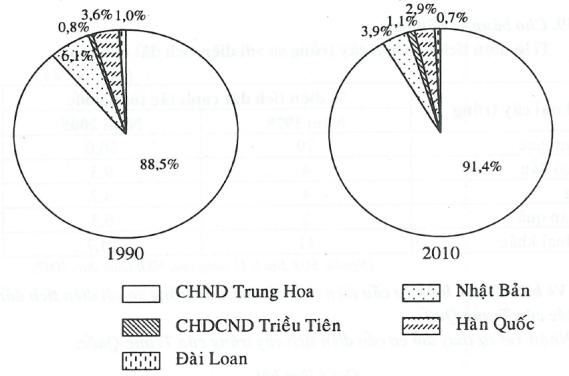 3,6% 1,0%
0,8%
6,1%
88,5%
1990
2,9% 0,7%
1,1%
3,9%
91,4%
2010
CHND Trung Hoa
Nhật Bản
CHDCND Triều Tiên
Hàn Quốc
Đài Loan